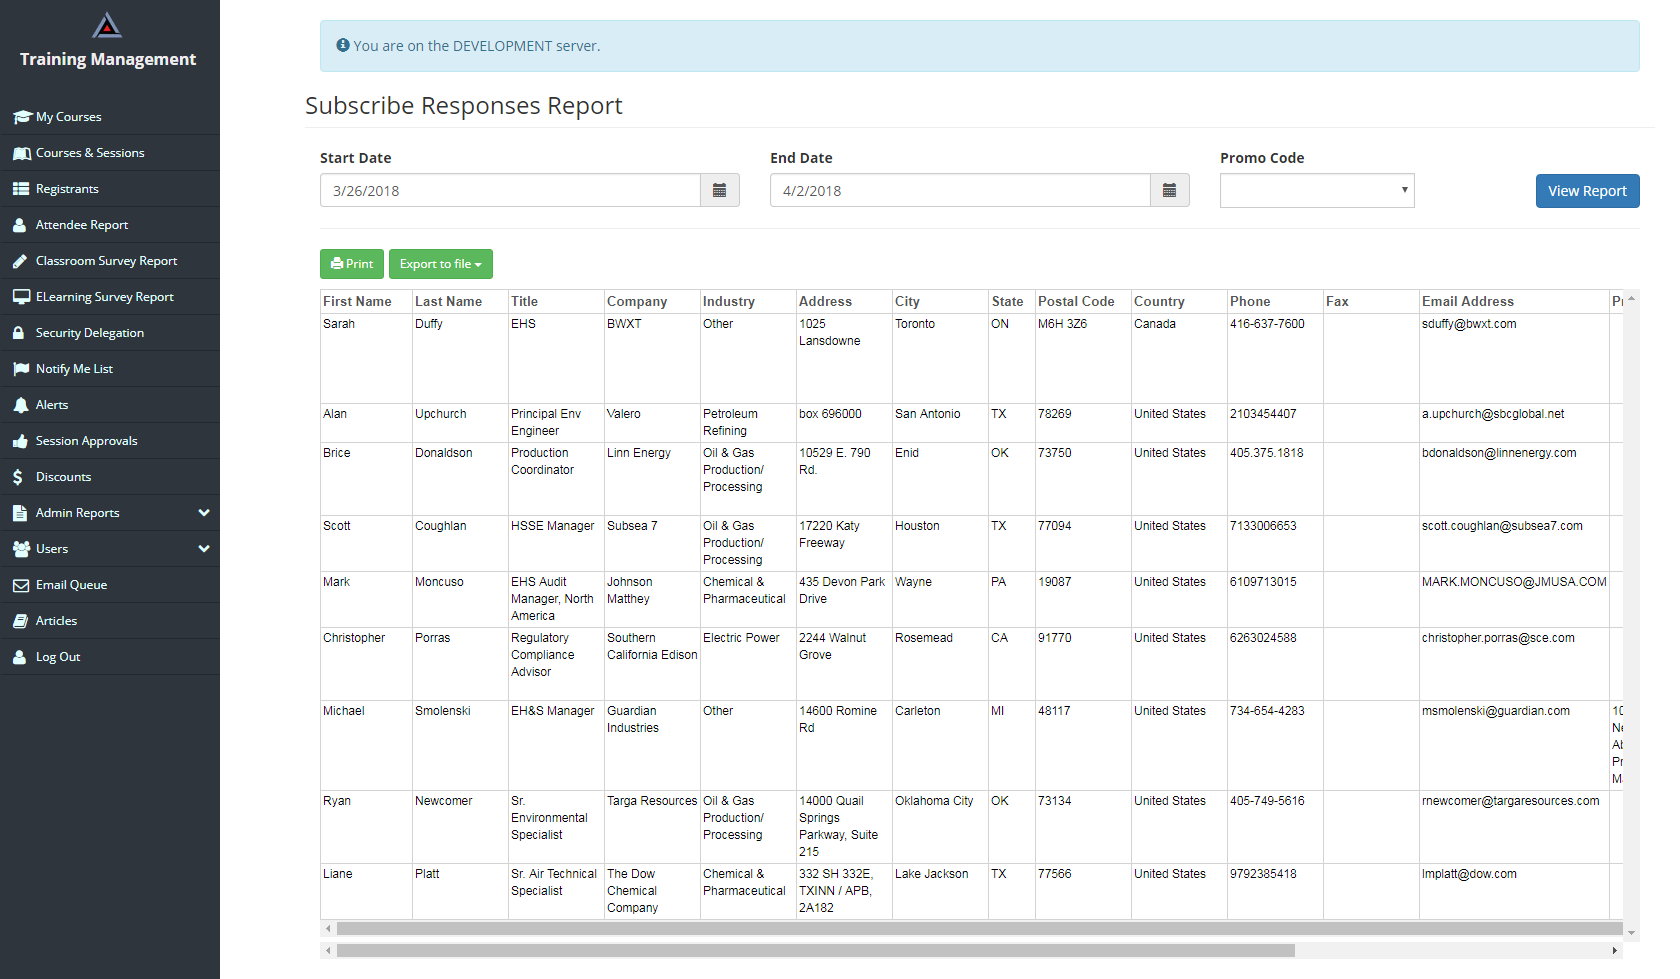 Training Management
My Courses
Courses & Sessions
Registrants
Attendee Report
Classroom Survey Report
ELearning Survey Report
Security Delegation
Notify Me List
Alerts
Session Approvals
Discounts
Admin Reports
Users
Email Queue
Articles
Log Out
You are on the DEVELOPMENT server.
Subscribe Responses Report
Start Date End Date Promo Code
3/26/2018 4/2/2018 View Report
Print Export to file
First Name Last Name Title Company Industry Address City State Postal Code Country Phone Fax Email Address
Sarah Duffy EHS BWXT Other 1025 Toronto ON M6H 3Z6 Canada 416-637-7600 sduffy@bwxt.com
Lansdowne
Alan Upchurch Principal Env Valero Petroleum box 696000 San Antonio TX 78269 United States 2103454407 a.upchurch@sbcglobal.net
Engineer Refining
Brice Donaldson Production Linn Energy Oil & Gas 10529 E. 790 Enid OK 73750 United States 405.375.1818 bdonaldson@linnenergy.com
Coordinator Production/ Rd.
Processing
Scott Coughlan HSSE Manager Subsea 7 Oil & Gas 17220 Katy Houston TX 77094 United States 7133006653 scott.coughlan@subsea7.com
Production/ Freeway
Processing
Mark Moncuso EHS Audit Johnson Chemical & 435 Devon Park Wayne PA 19087 United States 6109713015 MARK.MONCUSO@JMUSA.COM
Manager, North Matthey Pharmaceutical Drive
America
Christopher Porras Regulatory Southern Electric Power 2244 Walnut Rosemead CA 91770 United States 6263024588 christopher.porras@sce.com
Compliance California Edison Grove
Advisor
Michael Smolenski EH&S Manager Guardian Other 14600 Romine Carleton MI 48117 United States 734-654-4283 msmolenski@guardian.com 10
Industries Rd
Ryan Newcomer Sr. Targa Resources Oil & Gas 14000 Quail Oklahoma City OK 73134 United States 405-749-5616 rnewcomer@targaresources.com
Environmental Production/ Springs
Specialist Processing Parkway, Suite
215
Liane Platt Sr. Air Technical The Dow Chemical & 332 SH 332E, Lake Jackson TX 77566 United States 9792385418 lmplatt@dow.com
Specialist Chemical Pharmaceutical TXINN / APB,
Company 2A182